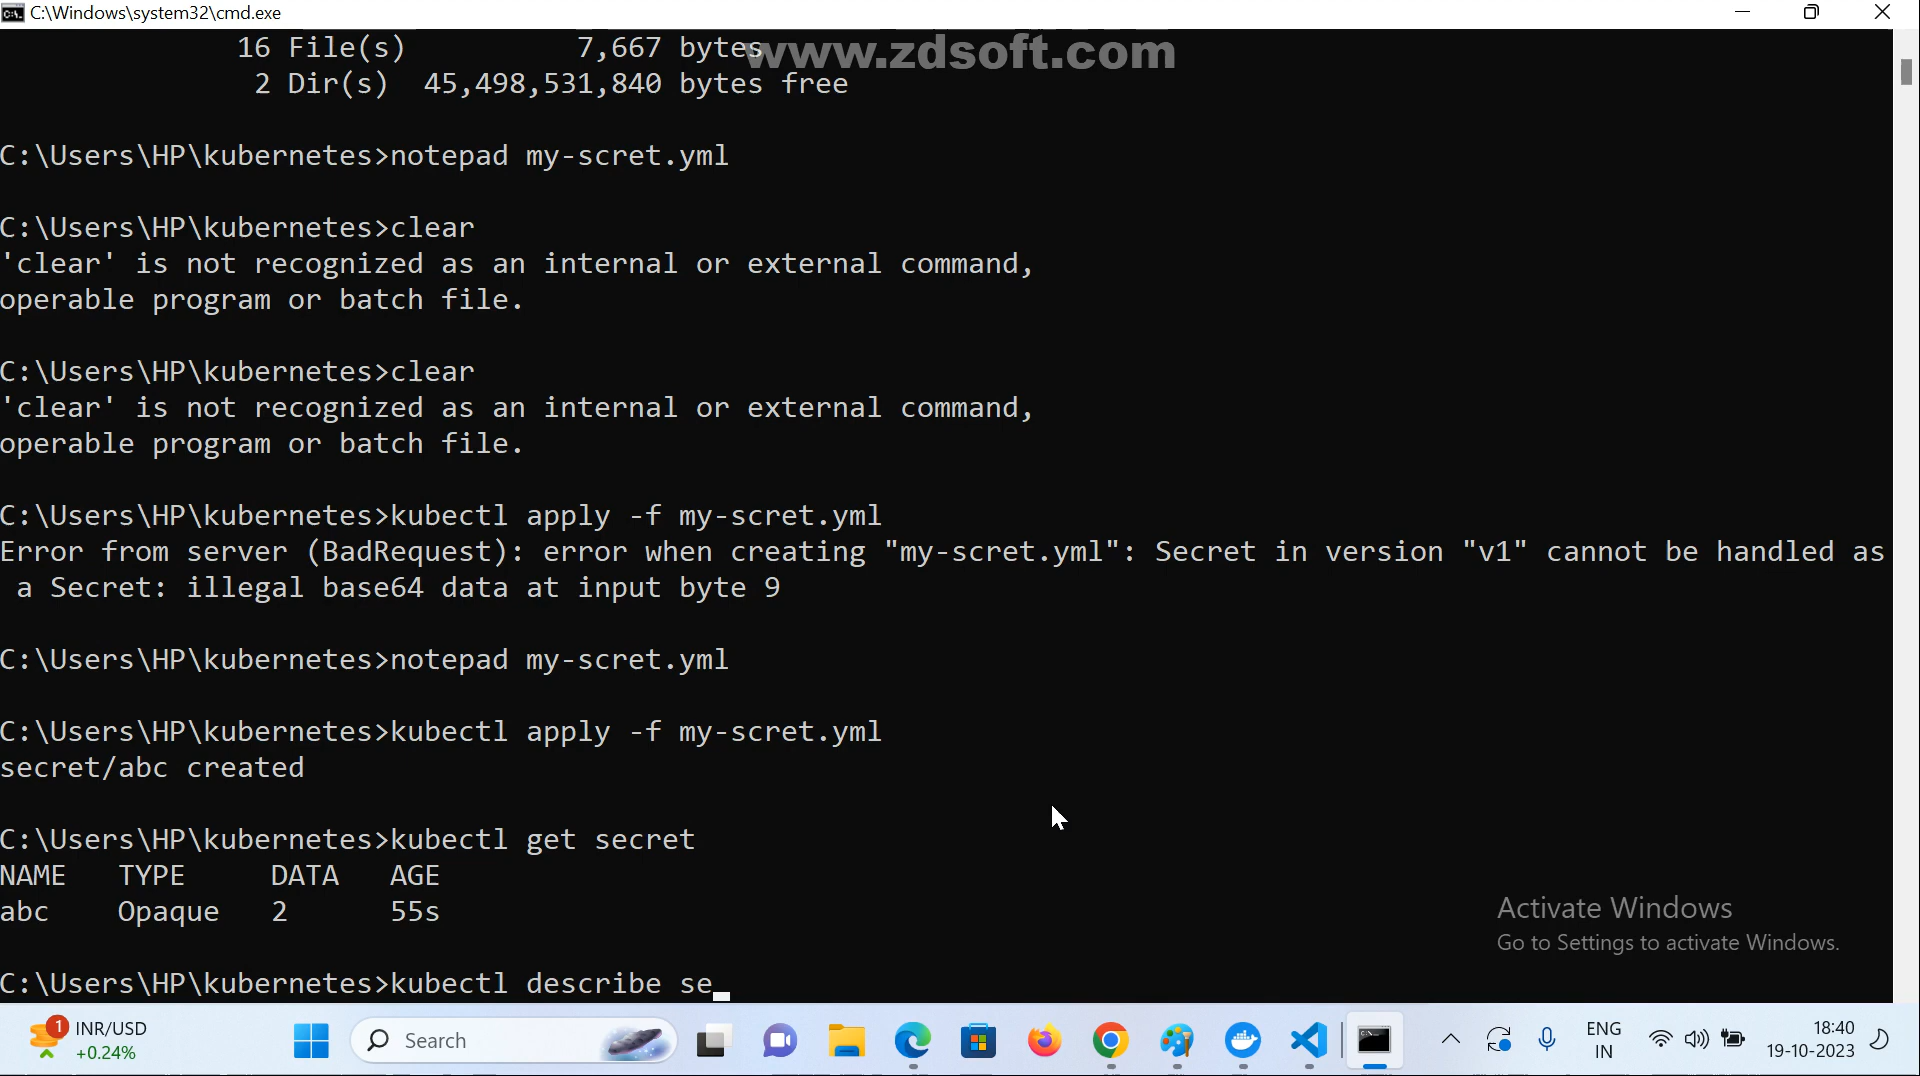 C:\Windows\system32\cmd.exe
16 File(s) 7,667 bytes
www.zdsoft.com
2 Dir(s) 45,498,531,840 bytes free
C:\Users\HP\kubernetes>notepad my-scret.yml
C:\Users\HP\kubernetes>clear
'clear' is not recognized as an internal or external command,
operable program or batch file.
C:\Users\HP\kubernetes>clear
'clear' is not recognized as an internal or external command,
operable program or batch file.
C:\Users\HP\kubernetes>kubectl apply -f my-scret.yml
Error from server (BadRequest): error when creating "my-scret.yml": Secret in version "v1" cannot be handled as
a Secret: illegal base64 data at input byte 9
C:\Users\HP\kubernetes>notepad my-scret.yml
C:\Users\HP\kubernetes>kubectl apply -f my-scret.yml
secret/abc created
C:\Users\HP\kubernetes>kubectl get secret
NAME TYPE DATA AGE
abc Opaque 2 55s
Activate Windows
Go to Settings to activate Windows.
C:\Users\HP\kubernetes>kubectl describe se_
1 INR/USD
+0.24%
Search
ENG
IN
18:40
19-10-2023